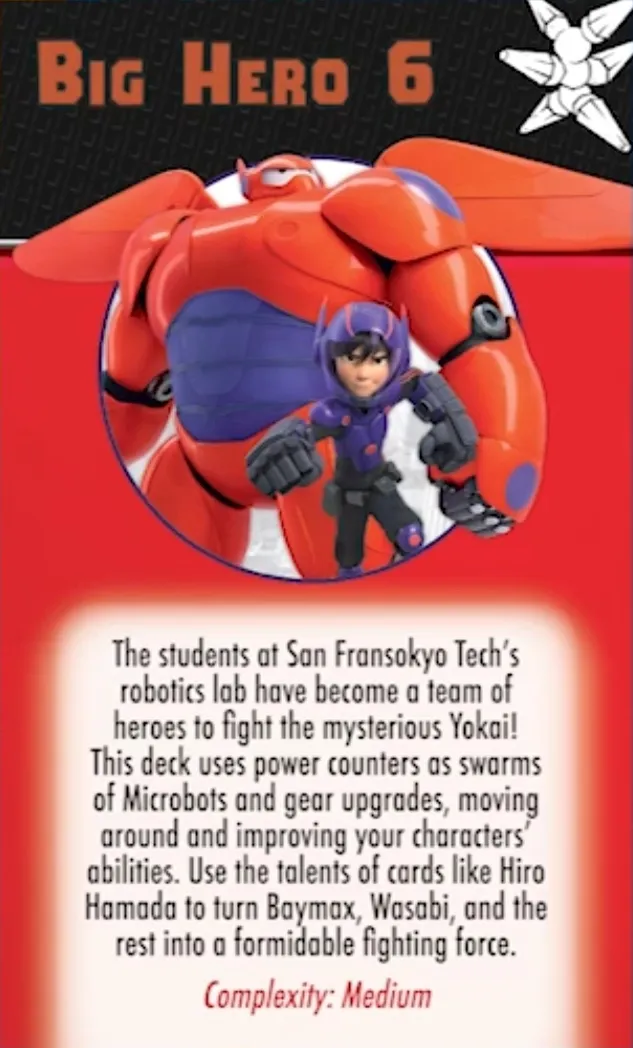 Big Hero 6
The students at San Fransokyo Tech's
robotics lab have become a team of
heroes to fight the mysterious Yokai!
This deck uses power counters as swarms
of Microbots and gear upgrades, moving
around and improving your characters'
abilities. Use the talents of cards like Hiro
Hamada to turn Baymax, Wasabi, and the
rest into a formidable fighting force.
Complexity: Medium